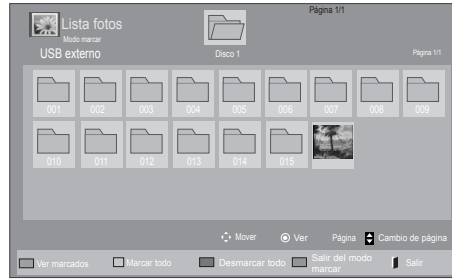 Página 1/1
Lista fotos
Modo marcar
USB externo
Disco 1
Página 1/1
001 002 003 004 005 006 007 008 009
010 011 012 013 014 015
Mover Ver Página Cambio de página
Ver marcados Marcar todo Desmarcar todo Salir del modo marcar Salir